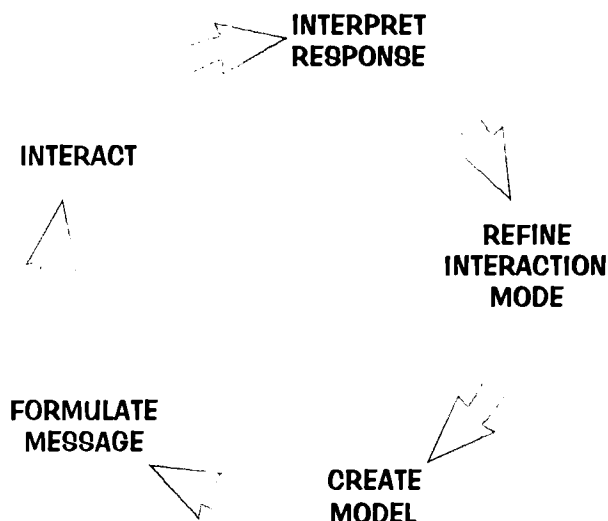 INTERPRET
RESPONSE
INTERACT
REFINE
INTERACTION
MODE
FORMULATE
MESSAGE
CREATE
MODEL